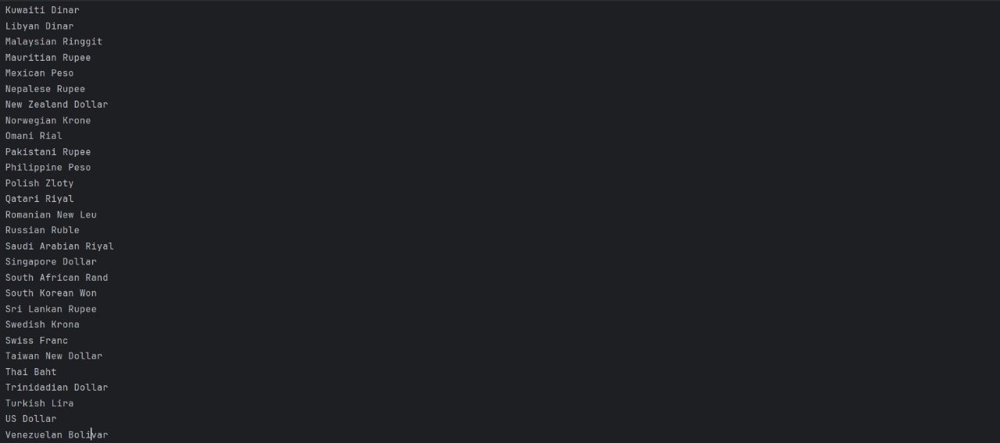 Kuwaiti Dinar
Libyan Dinar
Malaysian Ringgit
Mauritian Rupee
Mexican Peso
Nepalese Rupee
New Zealand Dollar
Norwegian Krone
Omani Rial
Pakistani Rupee
Philippine Peso
Polish Zloty
Qatari Riyal
Romanian New Leu
Russian Ruble
Saudi Arabian Riyal
Singapore Dollar
South African Rand
South Korean Won
Sri Lankan Rupee
Swedish Krona
Swiss Franc
Taiwan New Dollar
Thai Baht
Trinidadian Dollar
Turkish Lira
US Dollar
Venezuelan Bolivar